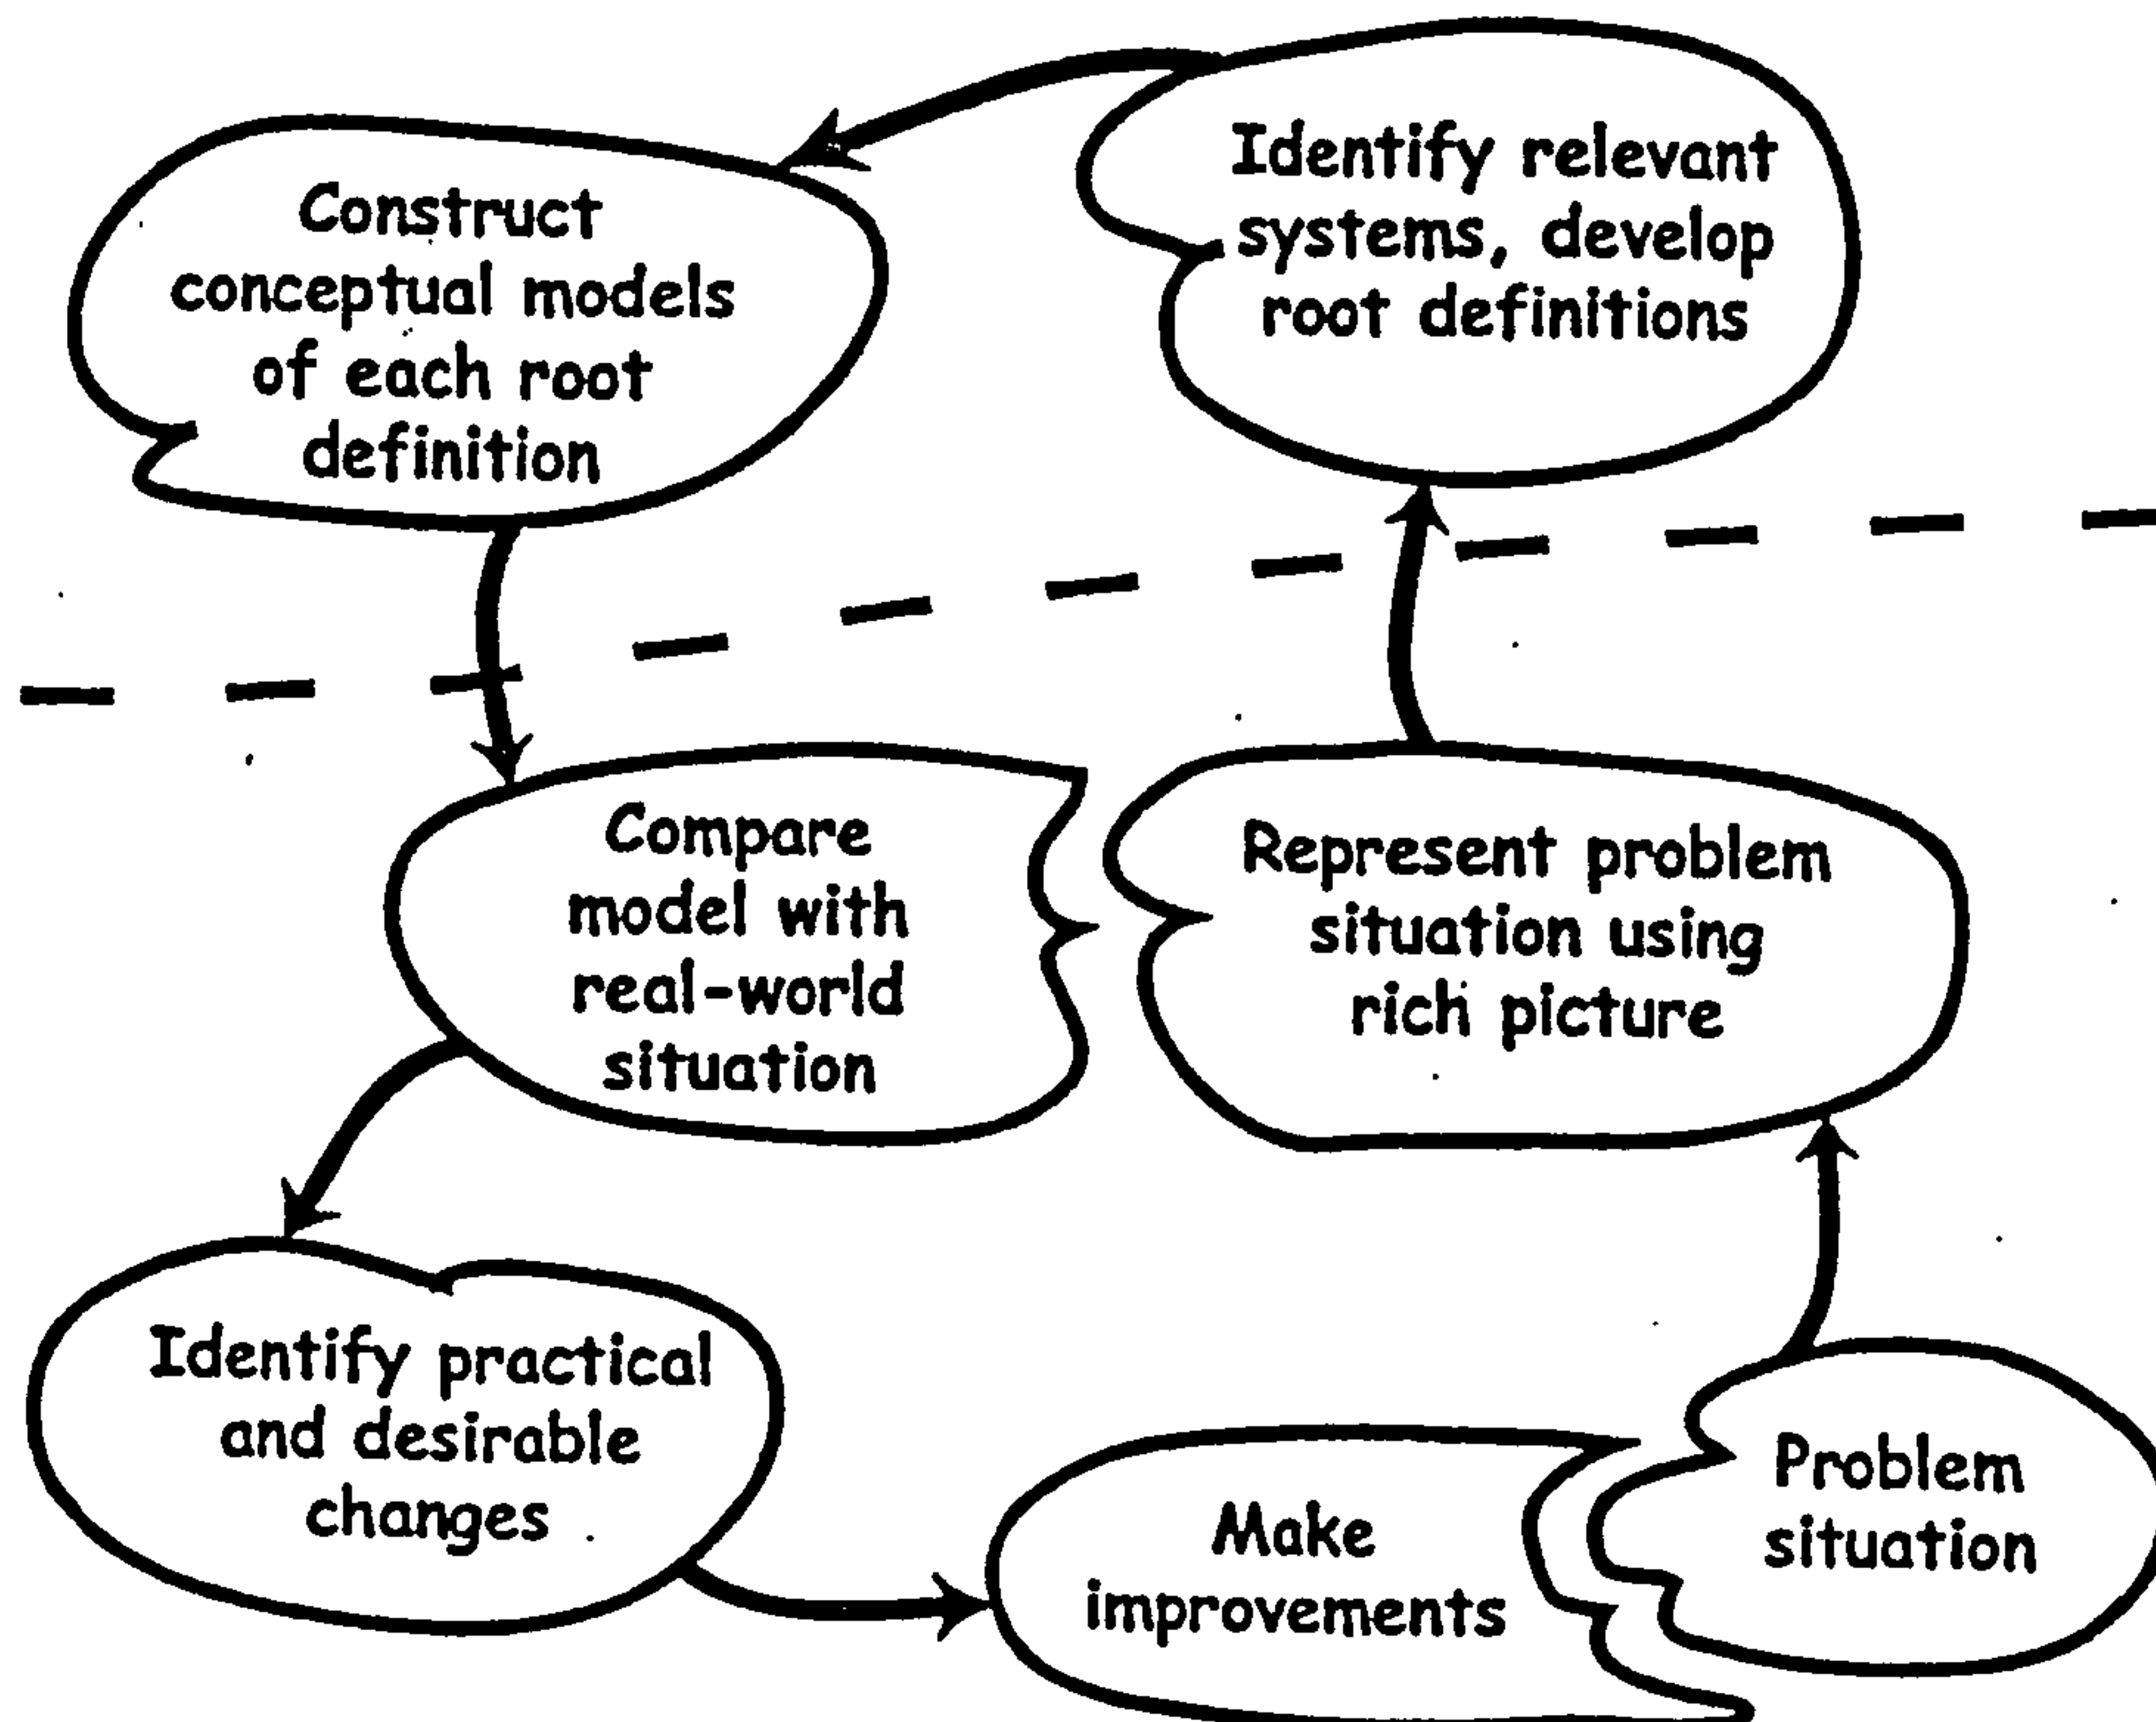 Construct
conceptual models
of each root
definition
Identify relevant
systems, develop
root definitions
Compare
model with
real-world
situation
Represent problem
situation using
rich picture
Identify practical
and desirable
changes
Make
improvements
Problem
situation